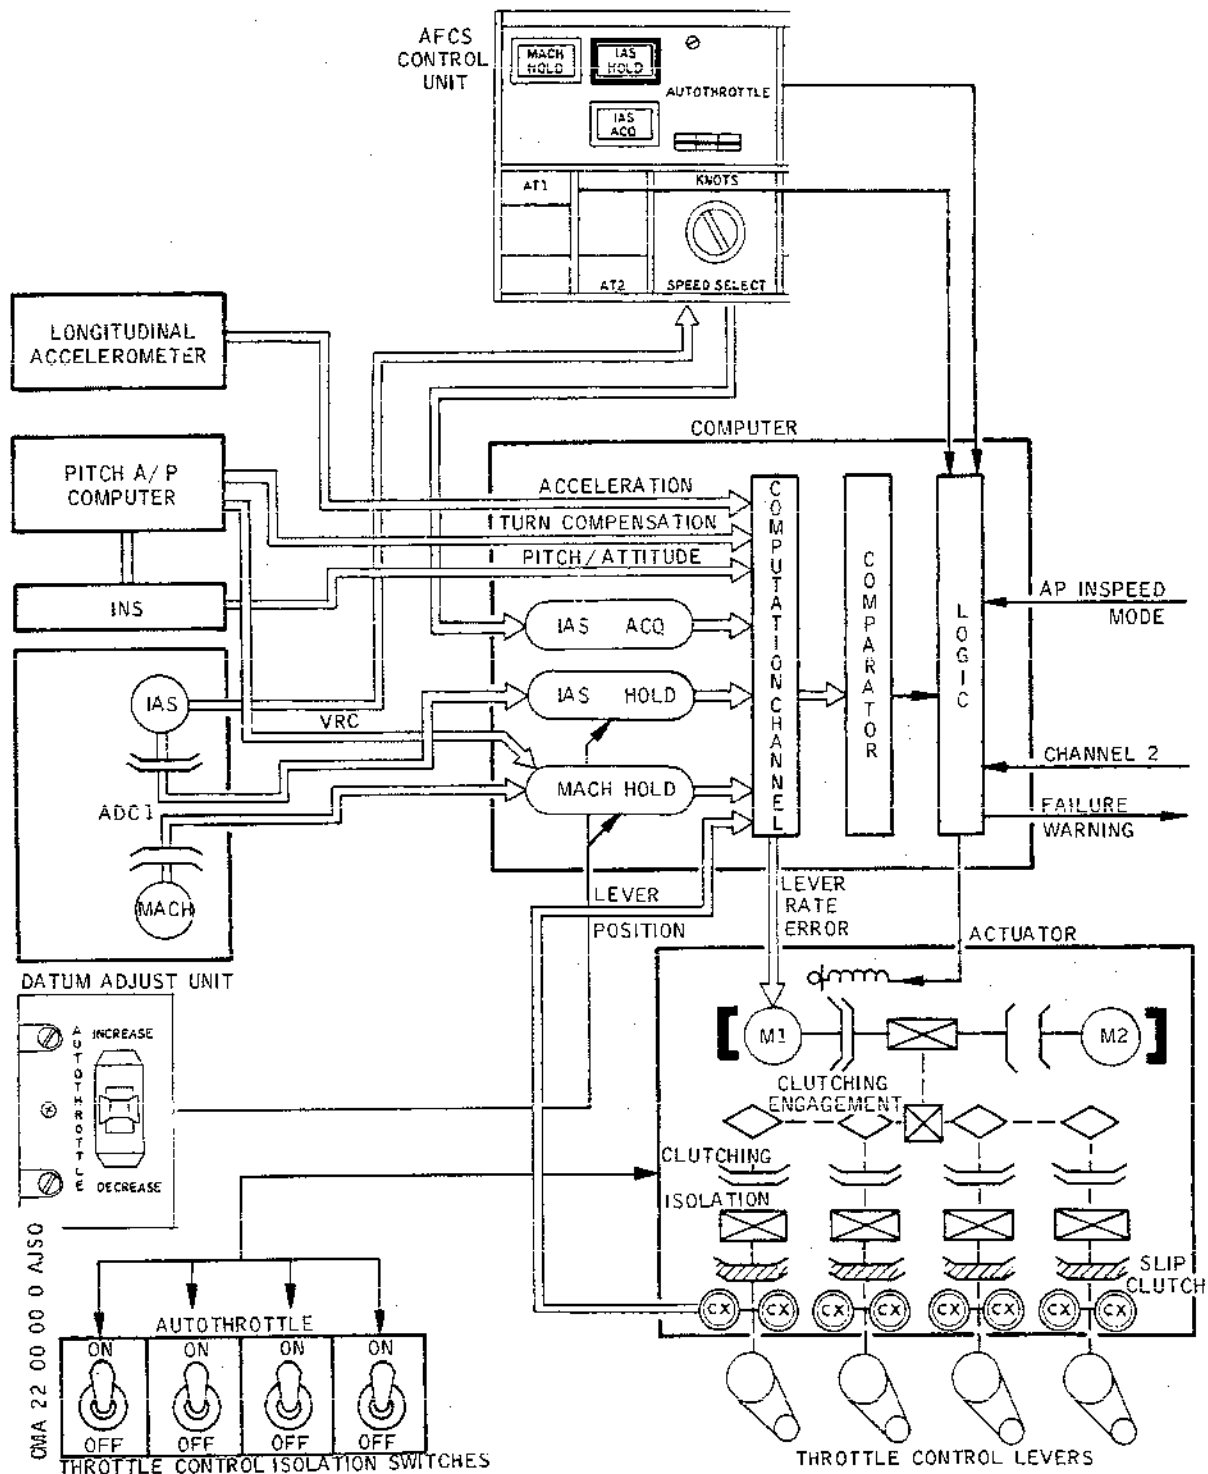 AFCS
CONTROL
UNIT
MACH
HOLD
IAS
HOLD
AUTOTHROTTLE
IAS
ACQ
AT1
KNOTS
AT2
SPEED SELECT
LONGITUDINAL
ACCELEROMETER
COMPUTER
PITCH A/P
COMPUTER
ACCELERATION
TURN COMPENSATION
PITCH/ATTITUDE
INS
COMPUTATION CHANNEL
COMPARATOR
LOGIC
AP INSPEED
MODE
IAS ACQ
IAS HOLD
MACH HOLD
IAS
VRC
ADC 1
MACH
CHANNEL 2
FAILURE
WARNING
LEVER
POSITION
LEVER
RATE
ERROR
ACTUATOR
DATUM ADJUST UNIT
AUTOTHROTTLE
INCREASE
DECREASE
M1
M2
CLUTCHING
ENGAGEMENT
CLUTCHING
ISOLATION
SLIP
CLUTCH
CX CX CX CX CX CX CX CX
AUTOTHROTTLE
ON ON ON ON
OFF OFF OFF OFF
THROTTLE CONTROL ISOLATION SWITCHES
THROTTLE CONTROL LEVERS
OMA 22 00 00 0 AJSO